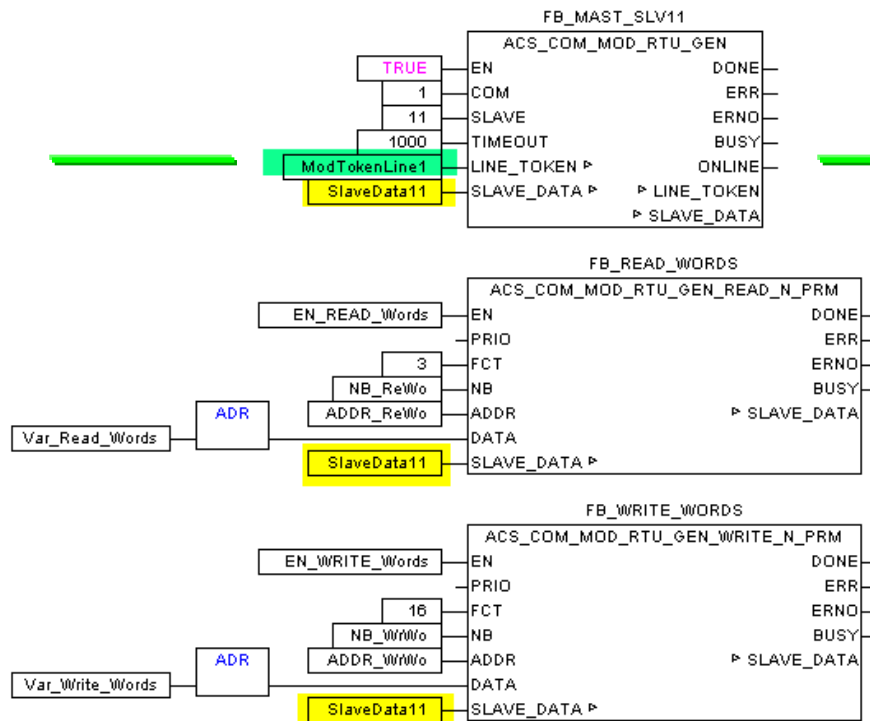 FB_MAST_SLV11
ACS_COM_MOD_RTU_GEN
TRUE EN DONE
1 COM ERR
11 SLAVE ERNO
1000 TIMEOUT BUSY
ModTokenLine1 LINE_TOKEN ▷ ONLINE
SlaveData11 SLAVE_DATA ▷ ▷ LINE_TOKEN
▷ SLAVE_DATA
FB_READ_WORDS
ACS_COM_MOD_RTU_GEN_READ_N_PRM
EN_READ_Words EN DONE
PRIO ERR
3 FCT ERNO
NB_ReWo NB BUSY
ADR ADDR_ReWo ADDR ▷ SLAVE_DATA
Var_Read_Words DATA
SlaveData11 SLAVE_DATA ▷
FB_WRITE_WORDS
ACS_COM_MOD_RTU_GEN_WRITE_N_PRM
EN_WRITE_Words EN DONE
PRIO ERR
16 FCT ERNO
NB_WrWo NB BUSY
ADR ADDR_WrWo ADDR ▷ SLAVE_DATA
Var_Write_Words DATA
SlaveData11 SLAVE_DATA ▷